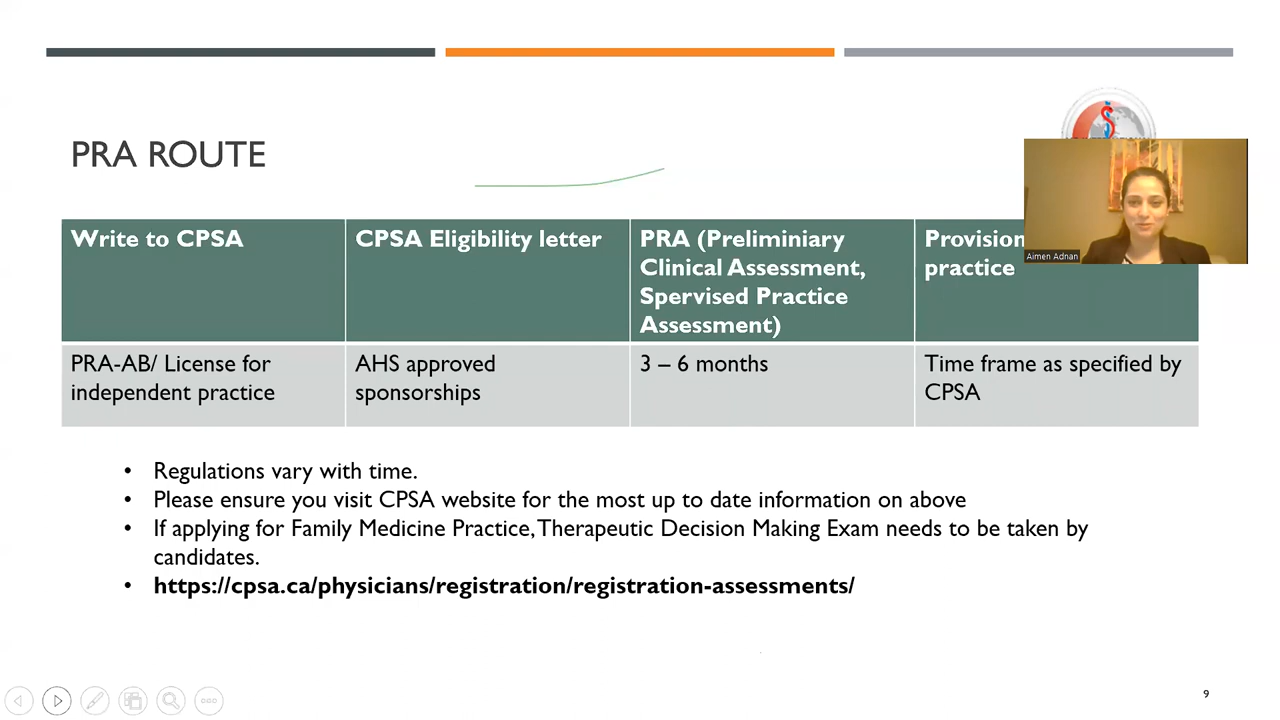 PRA ROUTE
Write to CPSA
CPSA Eligibility letter
PRA (Preliminiary
Clinical Assessment,
Spervised Practice
Assessment)
Provision
practice
Aimen Adnan
PRA-AB/ License for
independent practice
AHS approved
sponsorships
3 – 6 months
Time frame as specified by
CPSA
• Regulations vary with time.
• Please ensure you visit CPSA website for the most up to date information on above
• If applying for Family Medicine Practice, Therapeutic Decision Making Exam needs to be taken by
candidates.
• https://cpsa.ca/physicians/registration/registration-assessments/
9